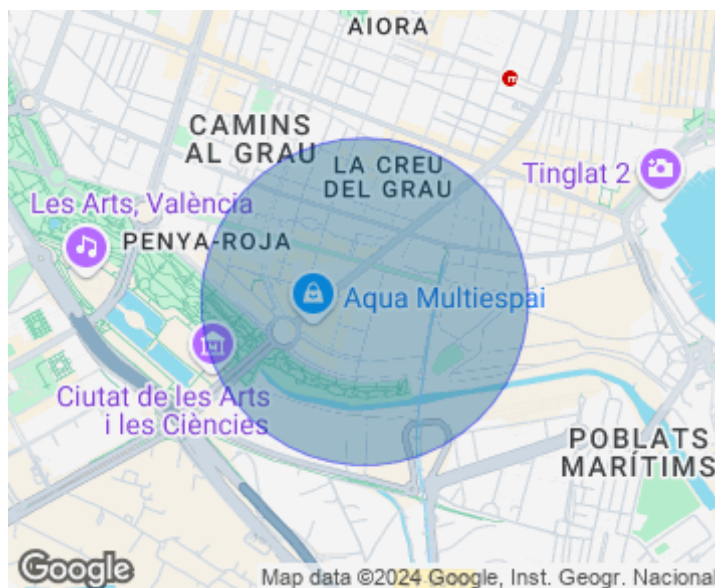 AIORA
CAMINS
AL GRAU
LA CREU
DEL GRAU
Tinglat 2
Les Arts, València
PENYA-ROJA
Aqua Multiespai
Ciutat de les Arts
i les Ciències
POBLATS
MARÍTIMS
Google
Map data ©2024 Google, Inst. Geogr. Nacional